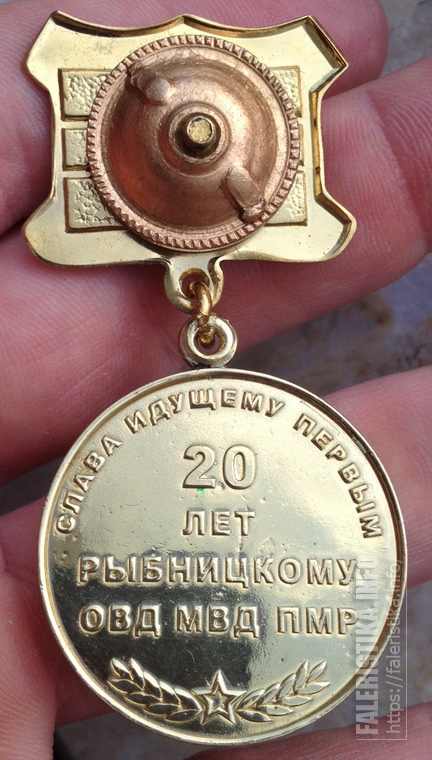 СЛАВА ИДУЩЕМУ ПЕРВЫМ
20
ЛЕТ
РЫБНИЦКОМУ
ОВД МВД ПМР
FALERISTIKA.INFO
https://faleristika.info